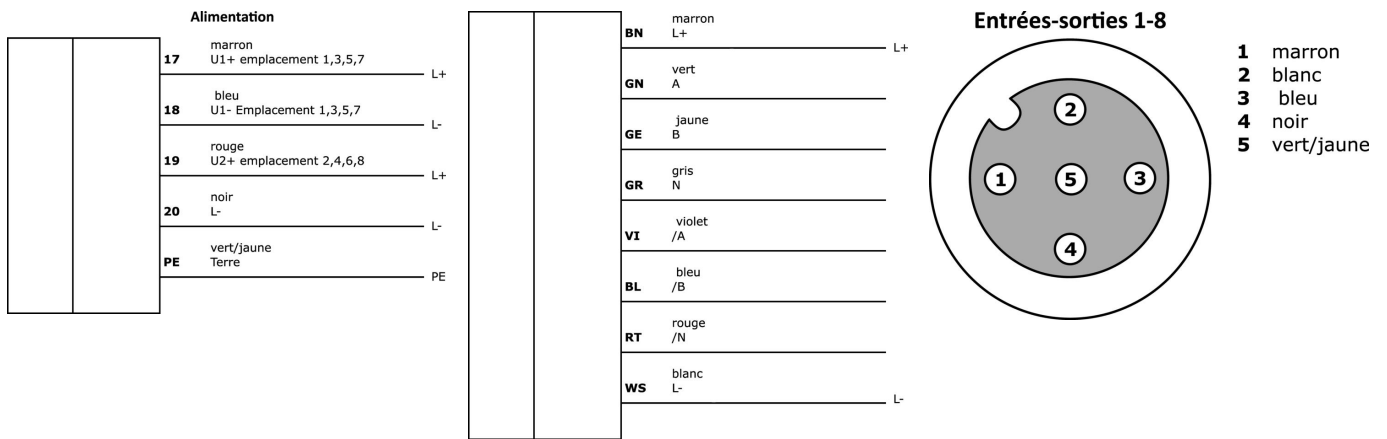 Alimentation
marron
17 U1+ emplacement 1,3,5,7
L+
bleu
18 U1- Emplacement 1,3,5,7
L-
rouge
19 U2+ emplacement 2,4,6,8
L+
noir
20 L-
L-
vert/jaune
PE Terre
PE
marron
BN L+
L+
vert
GN A
jaune
GE B
gris
GR N
violet
VI /A
bleu
BL /B
rouge
RT /N
blanc
WS L-
L-
Entrées-sorties 1-8
2
1 5 3
4
1 marron
2 blanc
3 bleu
4 noir
5 vert/jaune